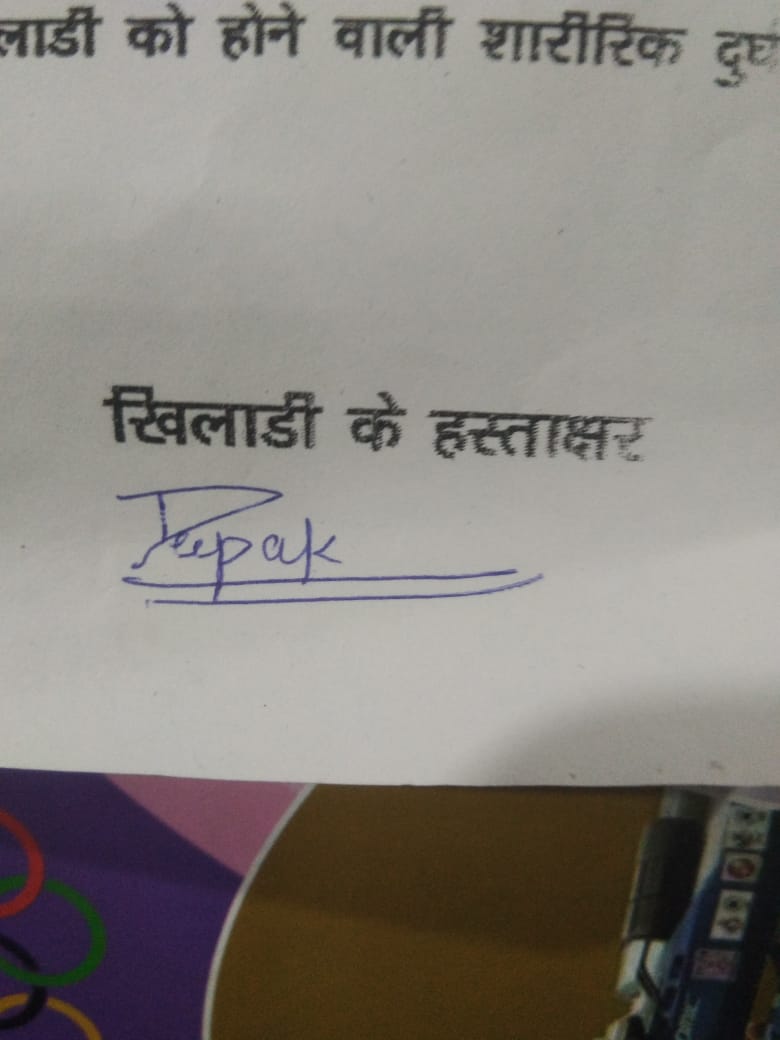 लाडी को होने वाली शारीरिक दुघ
खिलाडी के हस्ताक्षर
Deepak